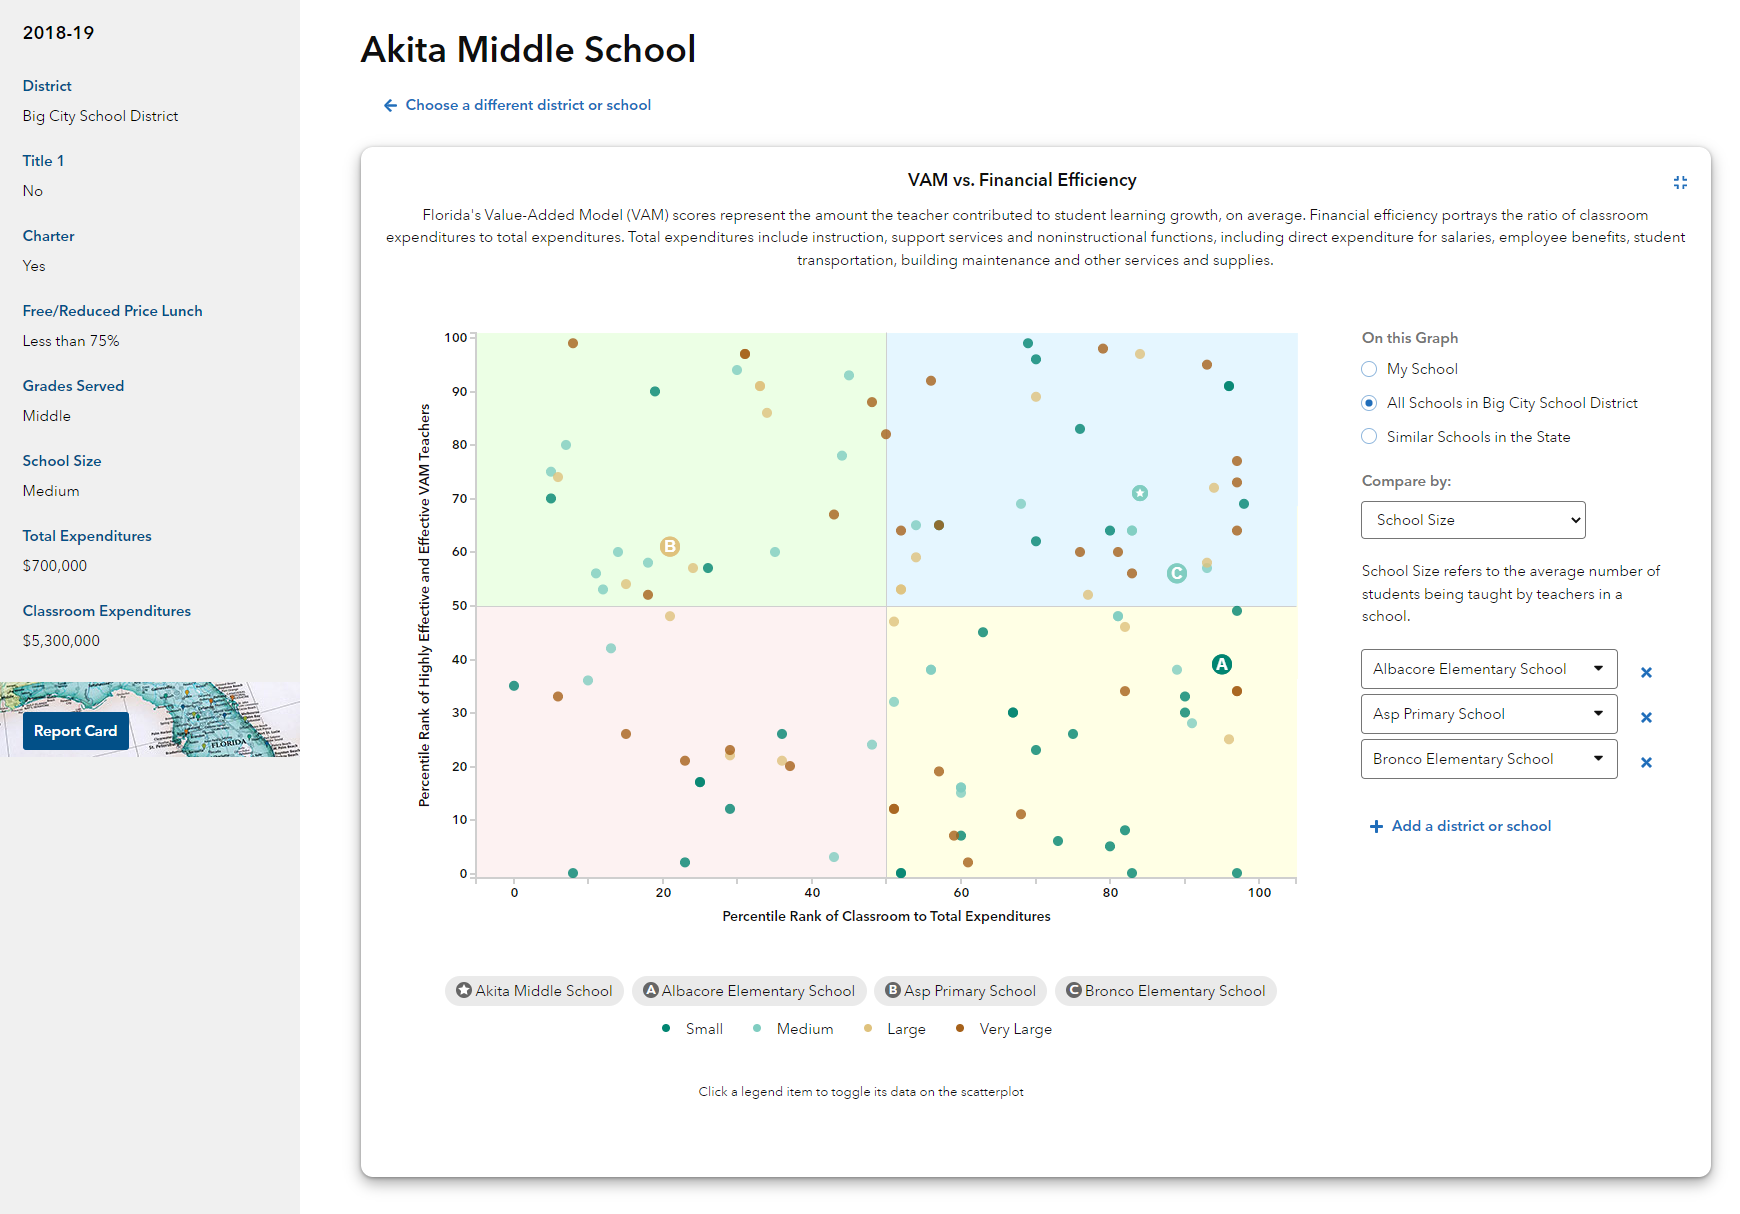 2018-19
District
Big City School District
Title 1
No
Charter
Yes
Free/Reduced Price Lunch
Less than 75%
Grades Served
Middle
School Size
Medium
Total Expenditures
$700,000
Classroom Expenditures
$5,300,000
Report Card
FLORIDA
Akita Middle School
Choose a different district or school
VAM vs. Financial Efficiency
Florida's Value-Added Model (VAM) scores represent the amount the teacher contributed to student learning growth, on average. Financial efficiency portrays the ratio of classroom
expenditures to total expenditures. Total expenditures include instruction, support services and noninstructional functions, including direct expenditure for salaries, employee benefits, student
transportation, building maintenance and other services and supplies.
Percentile Rank of Highly Effective and Effective VAM Teachers
100
90
80
70
60
50
40
30
20
10
0
B
C
A
0
20
40
60
80
100
Percentile Rank of Classroom to Total Expenditures
Akita Middle School
A Albacore Elementary School
B Asp Primary School
C Bronco Elementary School
Small
Medium
Large
Very Large
Click a legend item to toggle its data on the scatterplot
On this Graph
My School
All Schools in Big City School District
Similar Schools in the State
Compare by:
School Size
School Size refers to the average number of
students being taught by teachers in a
school.
Albacore Elementary School
Asp Primary School
Bronco Elementary School
Add a district or school